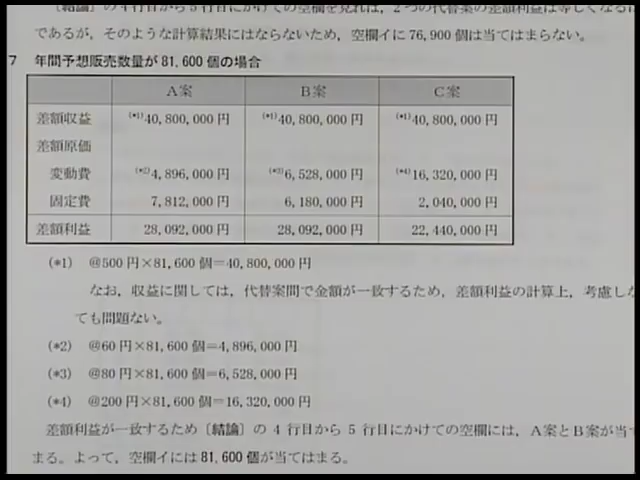 〔結論〕の4行目から5行目にかけての空欄を見れば，2つの代替案の差額利益は等しくなる
であるが，そのような計算結果にはならないため，空欄イに76,900個は当てはまらない。
7 年間予想販売数量が81,600個の場合
A案 B案 C案
差額収益 (*1)40,800,000円 (*1)40,800,000円 (*1)40,800,000円
差額原価
変動費 (*2)4,896,000円 (*3)6,528,000円 (*4)16,320,000円
固定費 7,812,000円 6,180,000円 2,040,000円
差額利益 28,092,000円 28,092,000円 22,440,000円
(*1) @500円×81,600個＝40,800,000円
なお，収益に関しては，代替案間で金額が一致するため，差額利益の計算上，考慮しな
ても問題ない。
(*2) @60円×81,600個＝4,896,000円
(*3) @80円×81,600個＝6,528,000円
(*4) @200円×81,600個＝16,320,000円
差額利益が一致するため〔結論〕の4行目から5行目にかけての空欄には，A案とB案が当て
まる。よって，空欄イには81,600個が当てはまる。